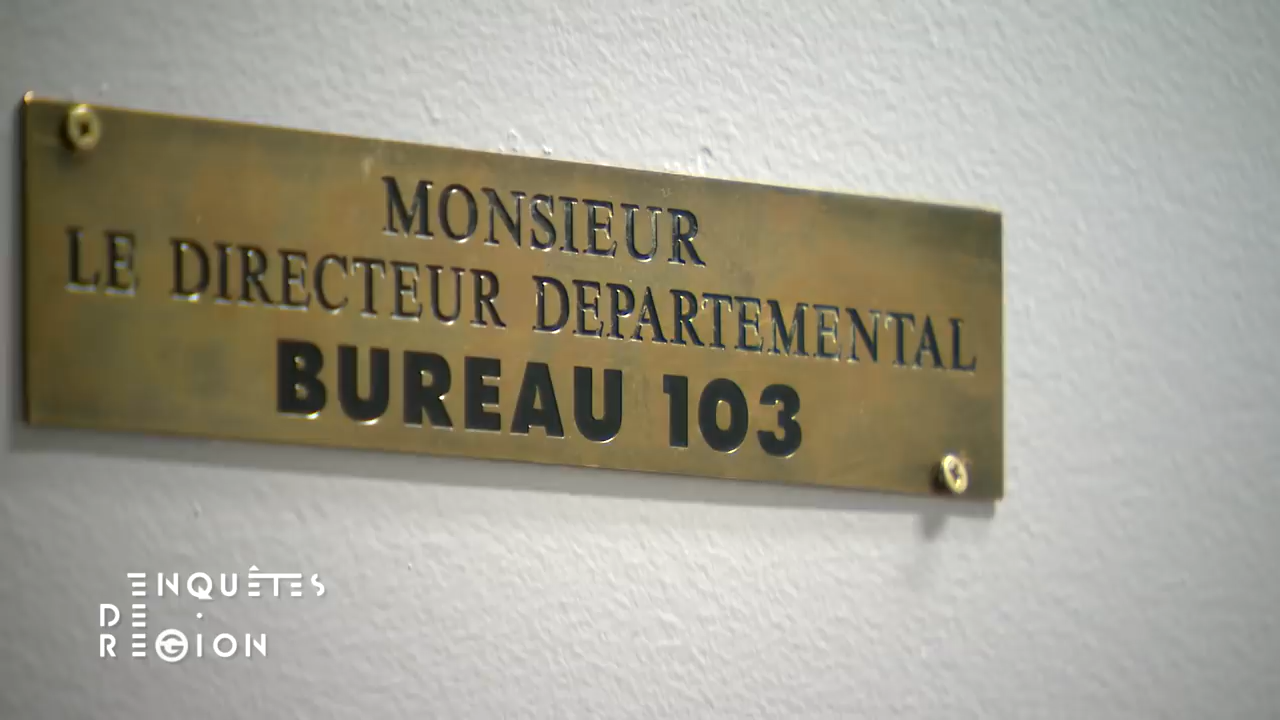 MONSIEUR
LE DIRECTEUR DEPARTEMENTAL
BUREAU 103
ENQUÊTES
DE
RÉGION